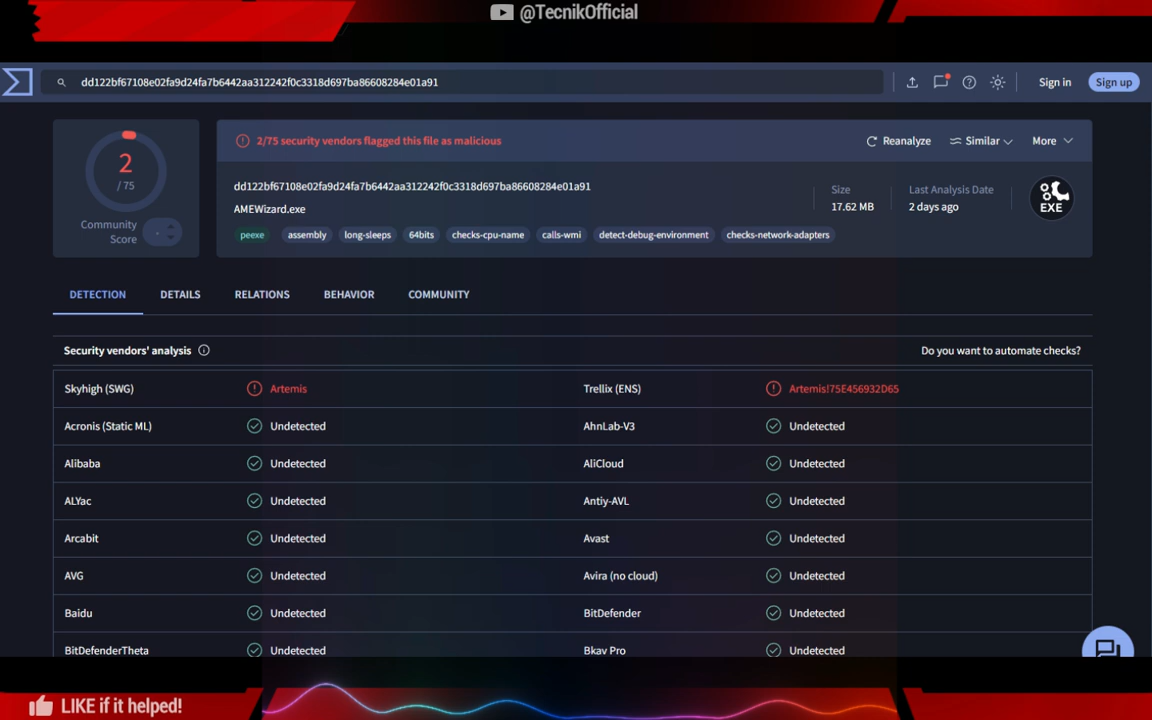 @TecnikOfficial
dd122bf67108e02fa9d24fa7b6442aa312242f0c3318d697ba86608284e01a91
Sign in
Sign up
2
/ 75
Community
Score
2/75 security vendors flagged this file as malicious
Reanalyze
Similar
More
dd122bf67108e02fa9d24fa7b6442aa312242f0c3318d697ba86608284e01a91
AMEWizard.exe
Size
17.62 MB
Last Analysis Date
2 days ago
EXE
peexe
assembly
long-sleeps
64bits
checks-cpu-name
calls-wmi
detect-debug-environment
checks-network-adapters
DETECTION
DETAILS
RELATIONS
BEHAVIOR
COMMUNITY
Security vendors' analysis
Do you want to automate checks?
Skyhigh (SWG) Artemis Trellix (ENS) Artemis!75E456932D65
Acronis (Static ML) Undetected AhnLab-V3 Undetected
Alibaba Undetected AliCloud Undetected
ALYac Undetected Antiy-AVL Undetected
Arcabit Undetected Avast Undetected
AVG Undetected Avira (no cloud) Undetected
Baidu Undetected BitDefender Undetected
BitDefenderTheta Undetected Bkav Pro Undetected
LIKE if it helped!